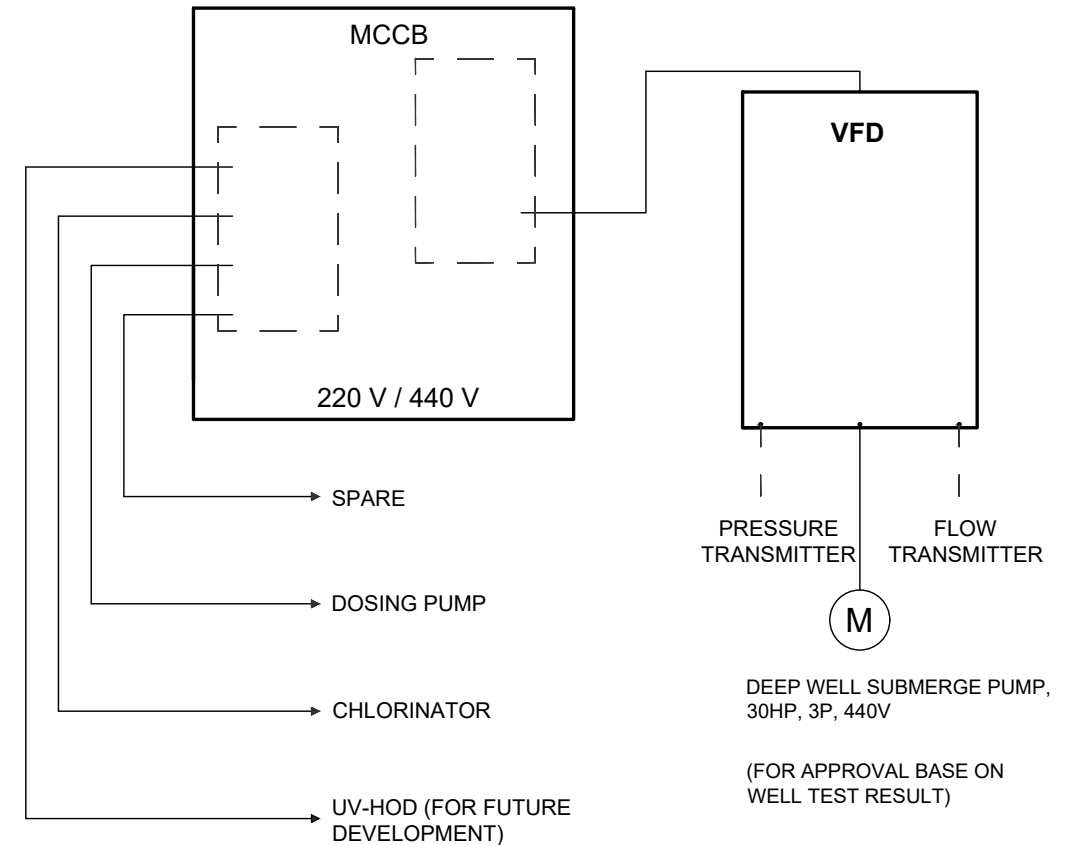 MCCB
220 V / 440 V
VFD
SPARE
DOSING PUMP
CHLORINATOR
UV-HOD (FOR FUTURE
DEVELOPMENT)
PRESSURE
TRANSMITTER
FLOW
TRANSMITTER
M
DEEP WELL SUBMERGE PUMP,
30HP, 3P, 440V
(FOR APPROVAL BASE ON
WELL TEST RESULT)